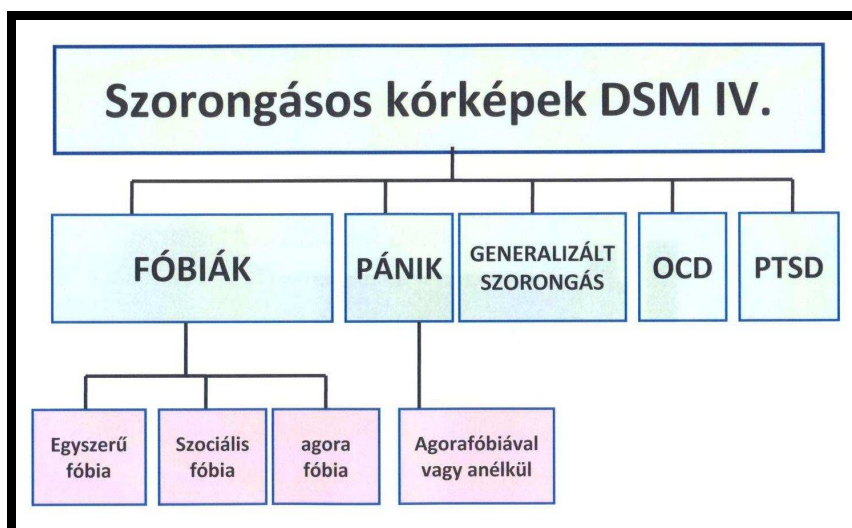 Szorongásos kórképek DSM IV.
FÓBIÁK
PÁNIK
GENERALIZÁLT
SZORONGÁS
OCD
PTSD
Egyszerű
fóbia
Szociális
fóbia
agora
fóbia
Agorafóbiával
vagy anélkül